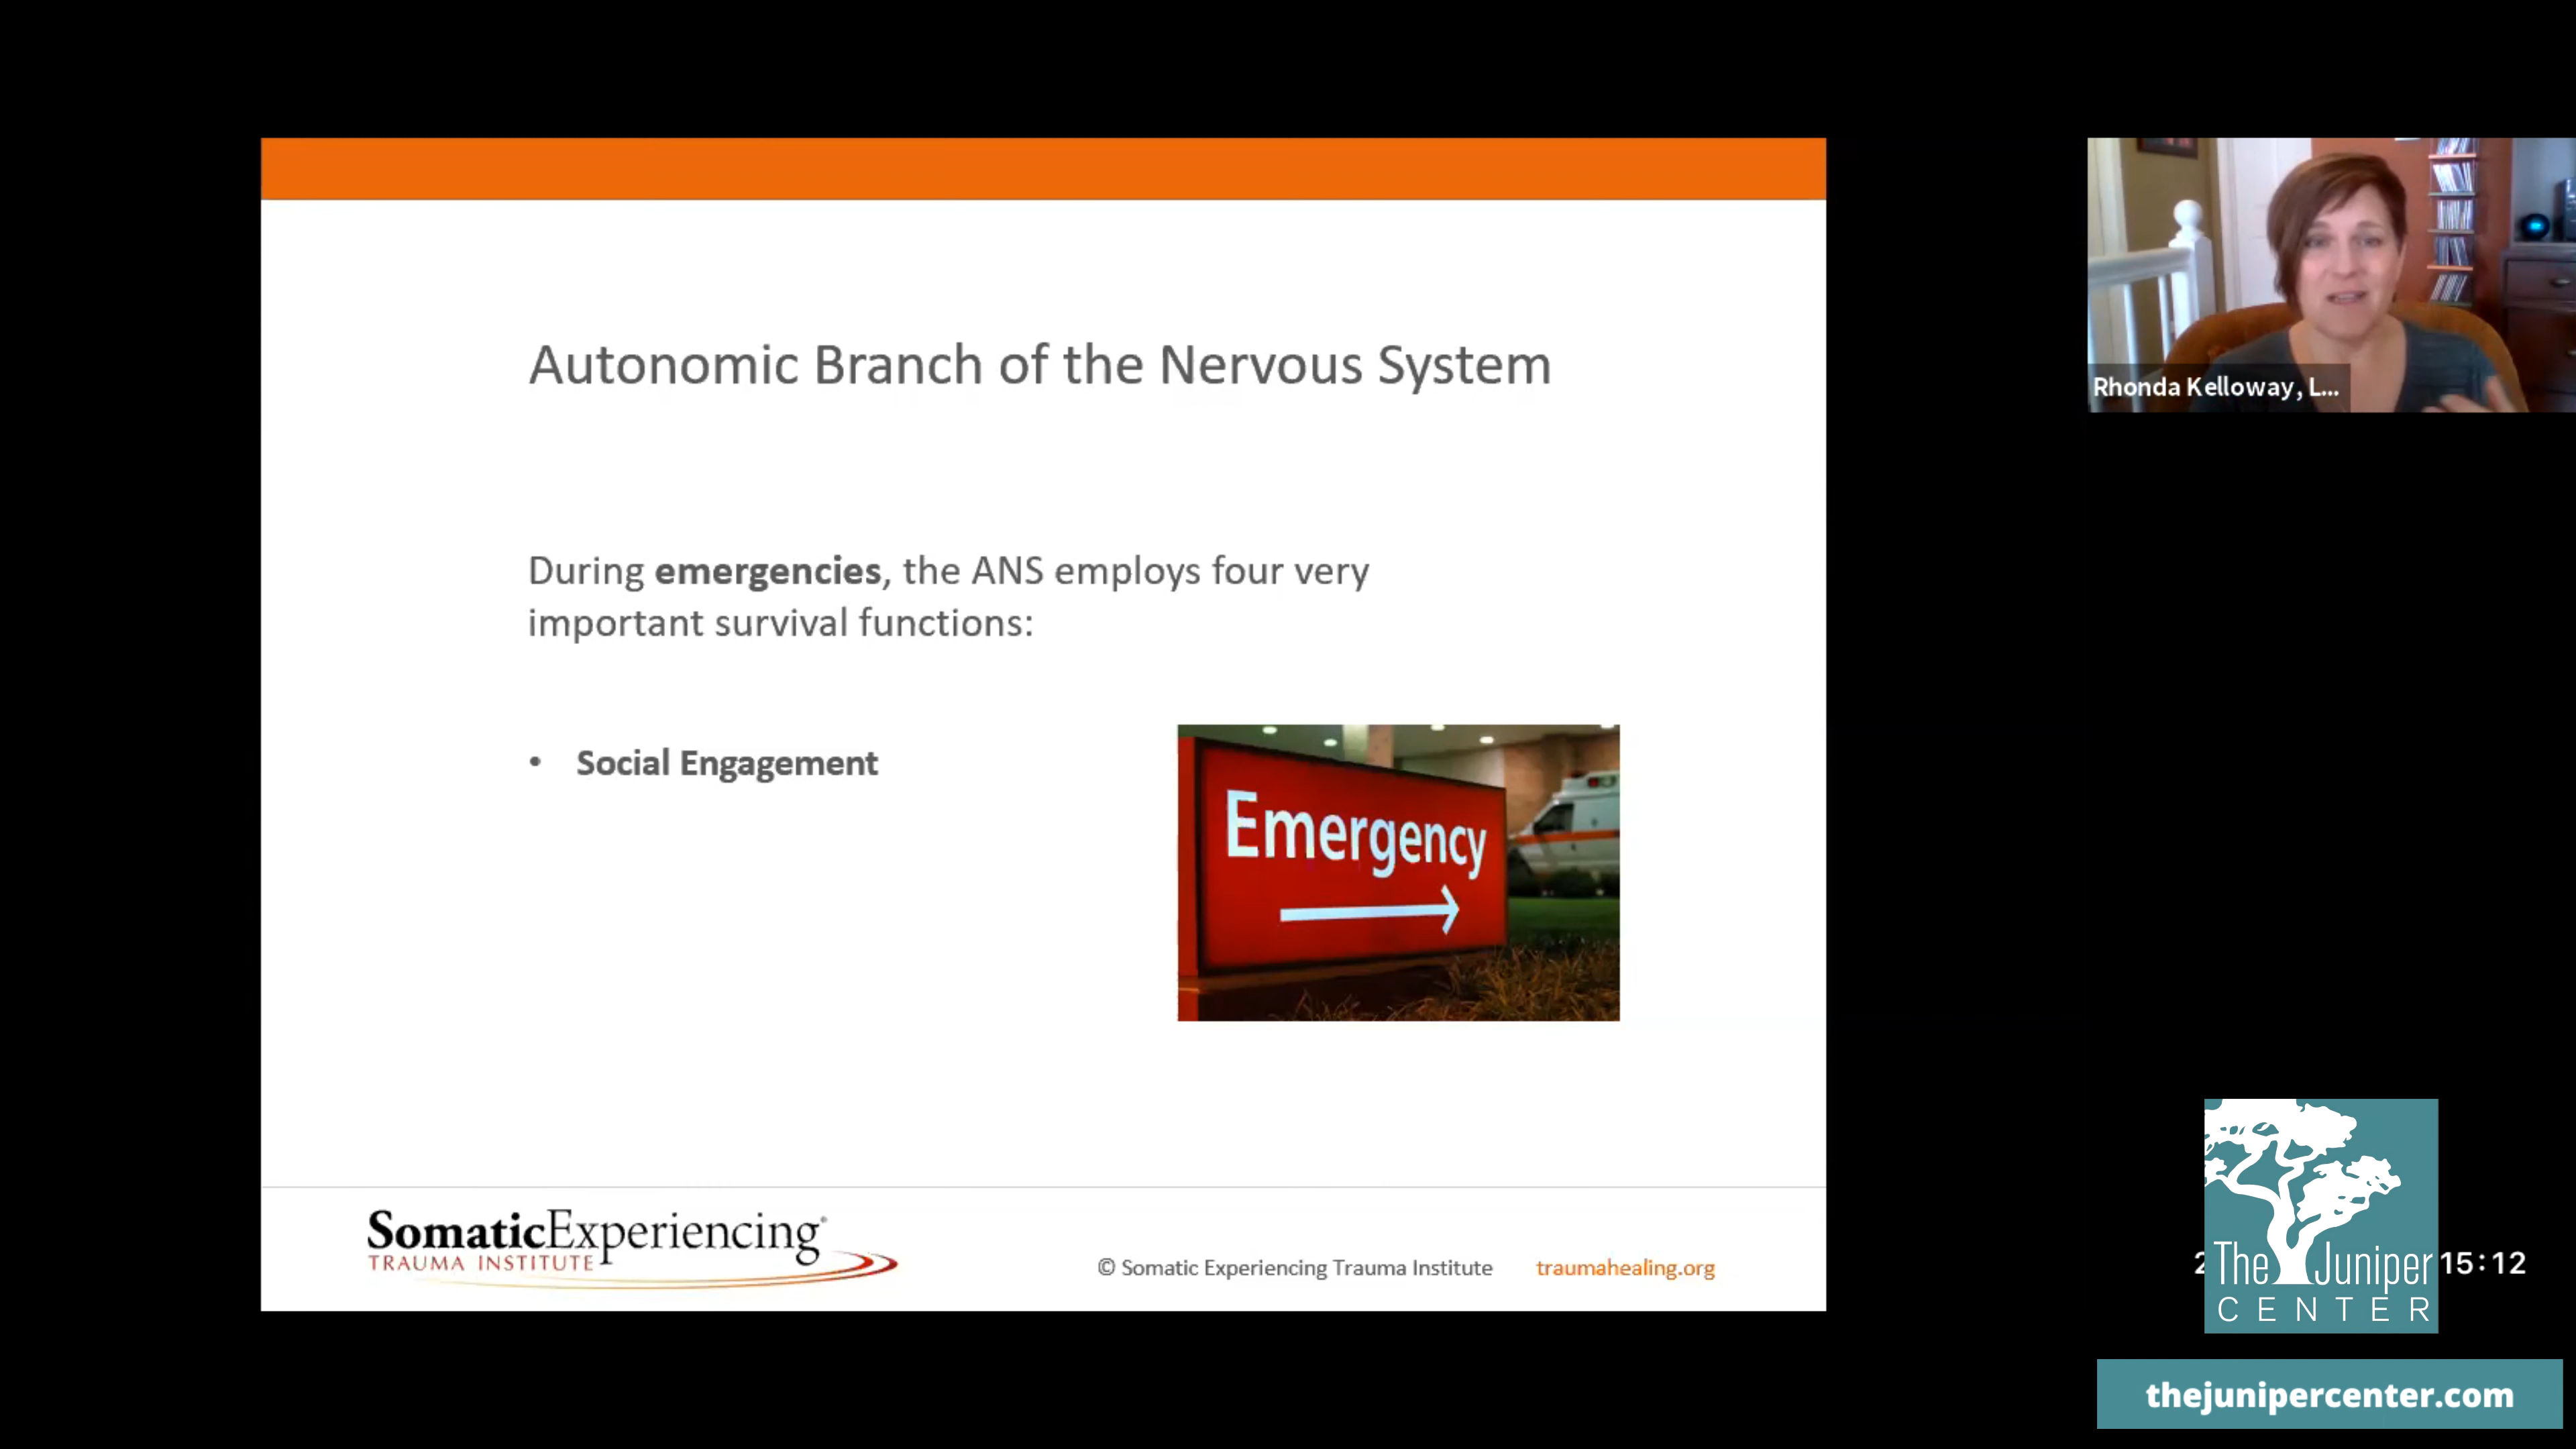 Autonomic Branch of the Nervous System
During emergencies, the ANS employs four very
important survival functions:
• Social Engagement
Emergency
SomaticExperiencing®
TRAUMA INSTITUTE
© Somatic Experiencing Trauma Institute traumahealing.org
Rhonda Kelloway, L...
The Juniper
CENTER
15:12
thejunipercenter.com